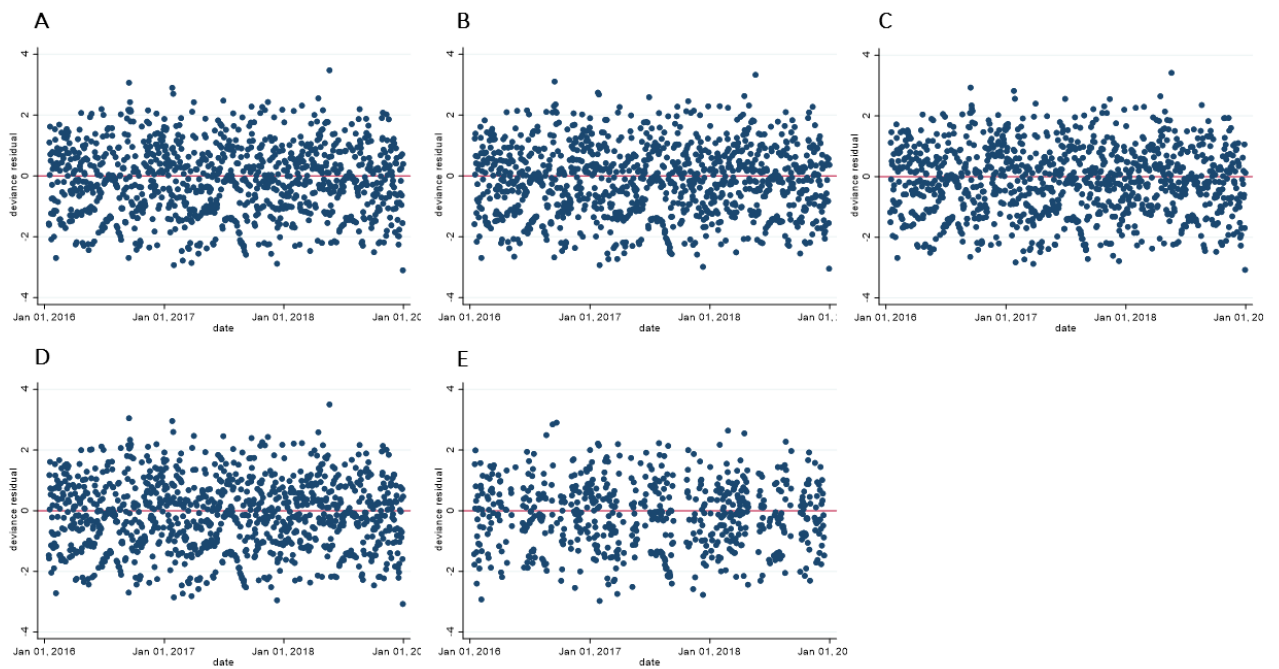 A
B
C
deviance residual
4
2
0
-2
-4
Jan 01, 2016
Jan 01, 2017
Jan 01, 2018
Jan 01, 20
date
deviance residual
4
2
0
-2
-4
Jan 01, 2016
Jan 01, 2017
Jan 01, 2018
Jan 01, :
date
deviance residual
4
2
0
-2
-4
Jan 01, 2016
Jan 01, 2017
Jan 01, 2018
Jan 01, 20
date
D
E
deviance residual
4
2
0
-2
-4
Jan 01, 2016
Jan 01, 2017
Jan 01, 2018
Jan 01, 20
date
deviance residual
4
2
0
-2
-4
Jan 01, 2016
Jan 01, 2017
Jan 01, 2018
Jan 01, 20
date